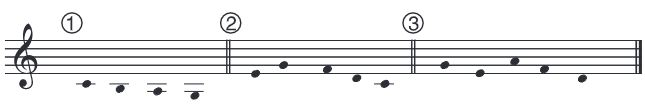 ① ② ③